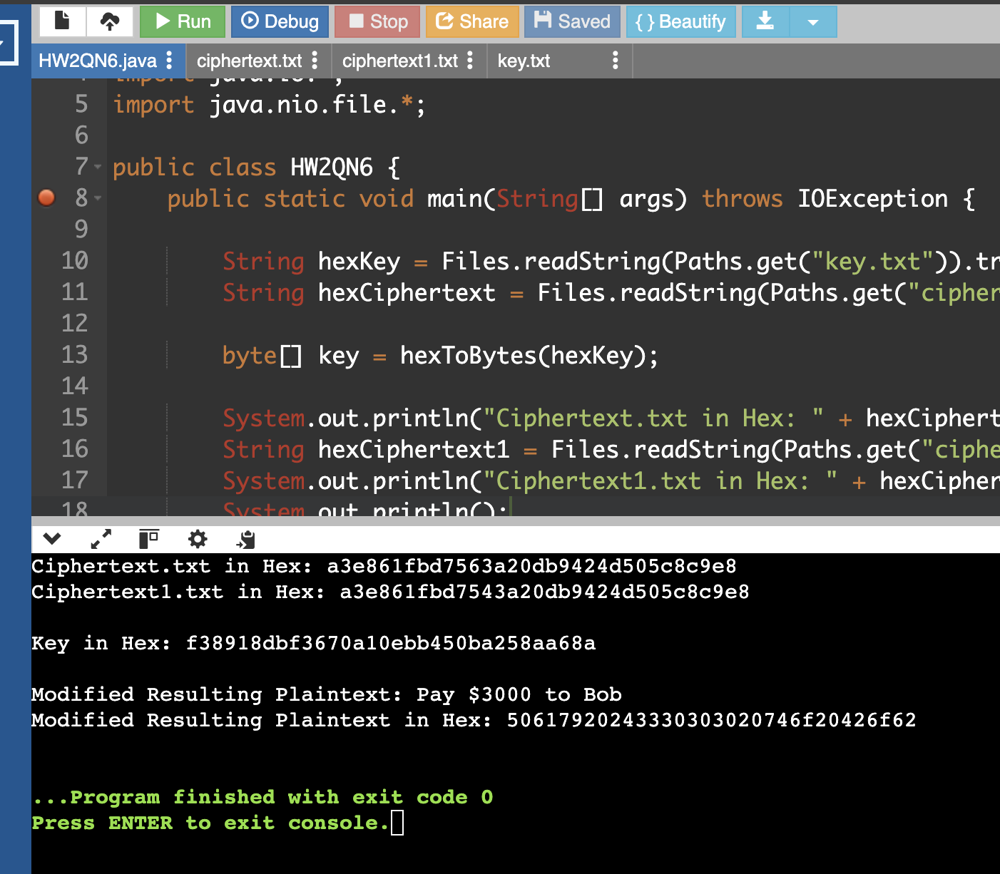 Run Debug Stop Share Saved { } Beautify
HW2QN6.java ciphertext.txt ciphertext1.txt key.txt
4 import java.io.*;
5 import java.nio.file.*;
6
7 public class HW2QN6 {
8 public static void main(String[] args) throws IOException {
9
10 String hexKey = Files.readString(Paths.get("key.txt")).tr
11 String hexCiphertext = Files.readString(Paths.get("cipher
12
13 byte[] key = hexToBytes(hexKey);
14
15 System.out.println("Ciphertext.txt in Hex: " + hexCiphert
16 String hexCiphertext1 = Files.readString(Paths.get("ciphe
17 System.out.println("Ciphertext1.txt in Hex: " + hexCipher
18 System.out.println();
Ciphertext.txt in Hex: a3e861fbd7563a20db9424d505c8c9e8
Ciphertext1.txt in Hex: a3e861fbd7543a20db9424d505c8c9e8
Key in Hex: f38918dbf3670a10ebb450ba258aa68a
Modified Resulting Plaintext: Pay $3000 to Bob
Modified Resulting Plaintext in Hex: 50617920243330303020746f20426f62
...Program finished with exit code 0
Press ENTER to exit console.